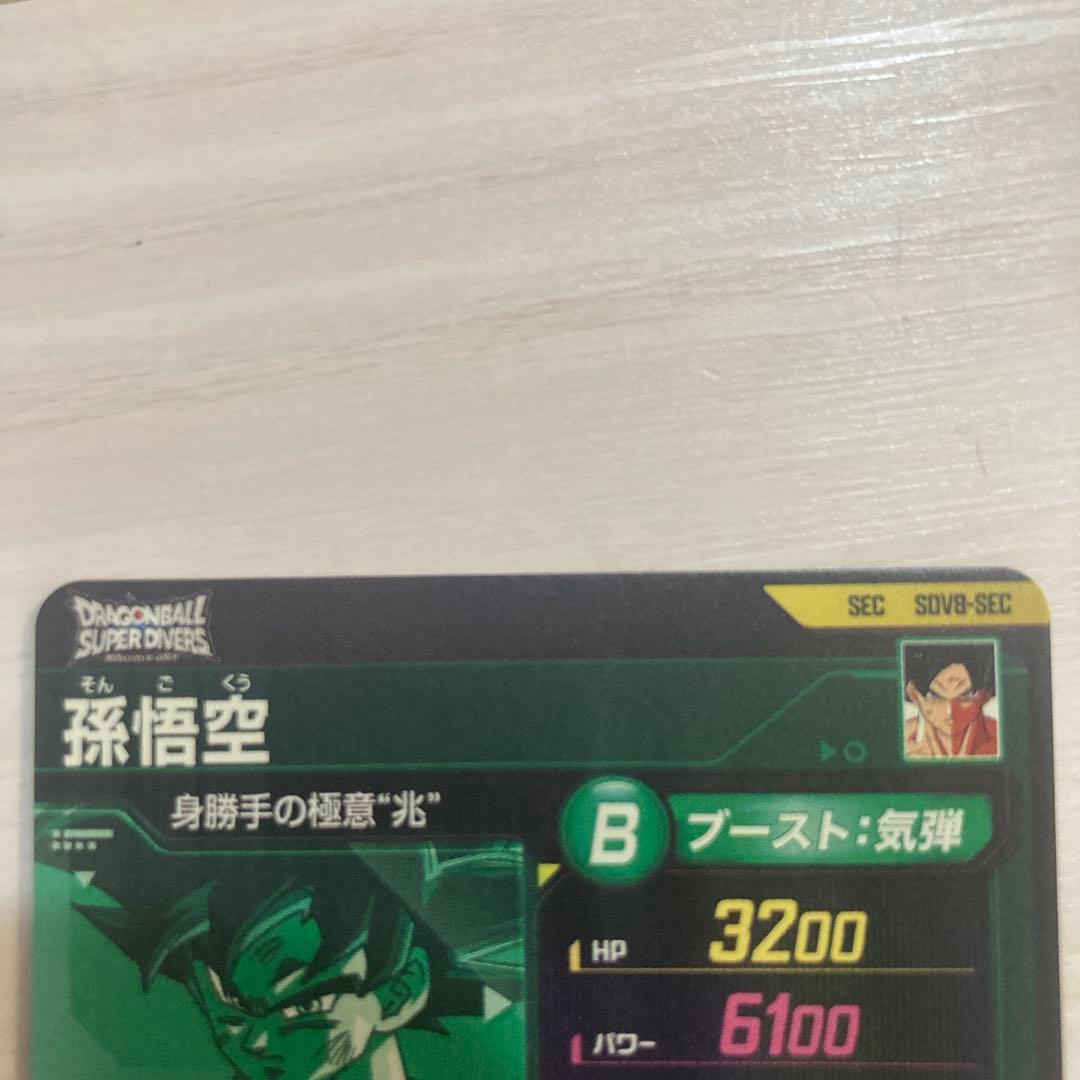 DRAGONBALL
SUPER DIVERS
SEC SDV8-SEC
そん ご くう
孫悟空
身勝手の極意“兆”
B ブースト:気弾
HP 3200
パワー 6100